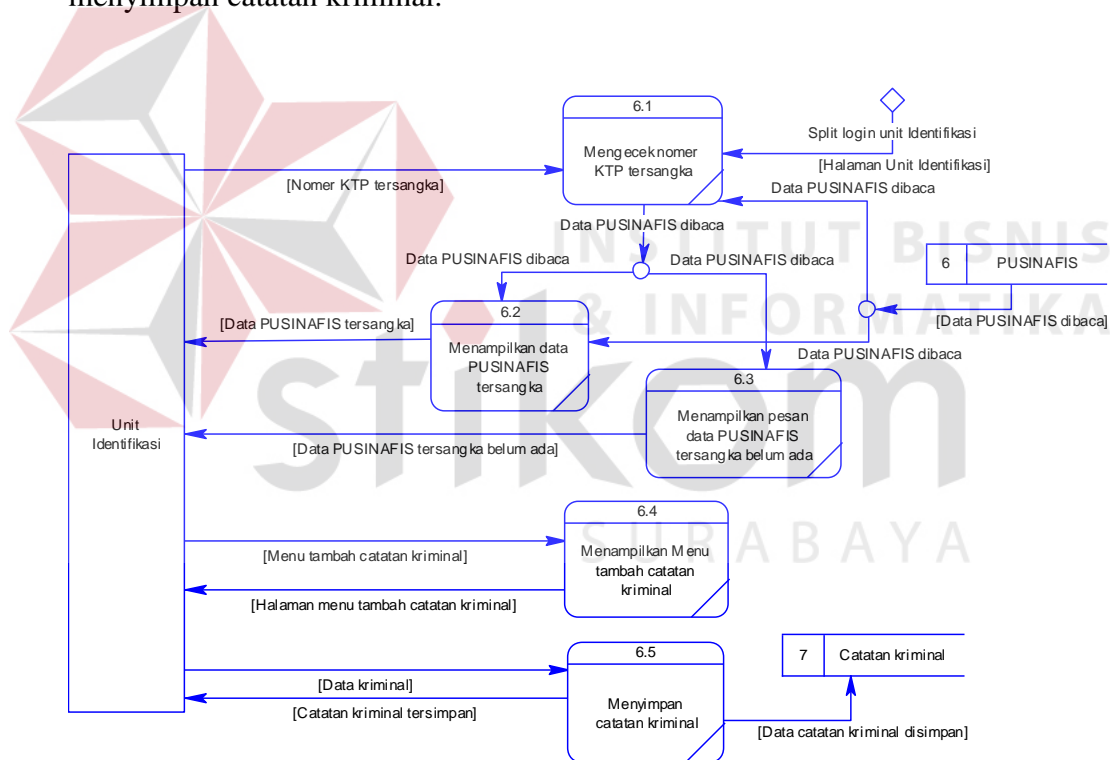 menyimpan catatan kriminal.
6.1
Mengecek nomer
KTP tersangka
Split login unit Identifikasi
[Halaman Unit Identifikasi]
[Nomer KTP tersangka]
Data PUSINAFIS dibaca
Data PUSINAFIS dibaca
Data PUSINAFIS dibaca
Data PUSINAFIS dibaca
INSTITUT BISNIS
& INFORMATIKA
stikom
SURABAYA
6
PUSINAFIS
[Data PUSINAFIS dibaca]
6.2
Menampilkan data
PUSINAFIS
tersangka
[Data PUSINAFIS tersangka]
Data PUSINAFIS dibaca
6.3
Menampilkan pesan
data PUSINAFIS
tersangka belum ada
[Data PUSINAFIS tersangka belum ada]
Unit
Identifikasi
6.4
Menampilkan Menu
tambah catatan
kriminal
[Menu tambah catatan kriminal]
[Halaman menu tambah catatan kriminal]
6.5
Menyimpan
catatan kriminal
[Data kriminal]
[Catatan kriminal tersimpan]
7
Catatan kriminal
[Data catatan kriminal disimpan]